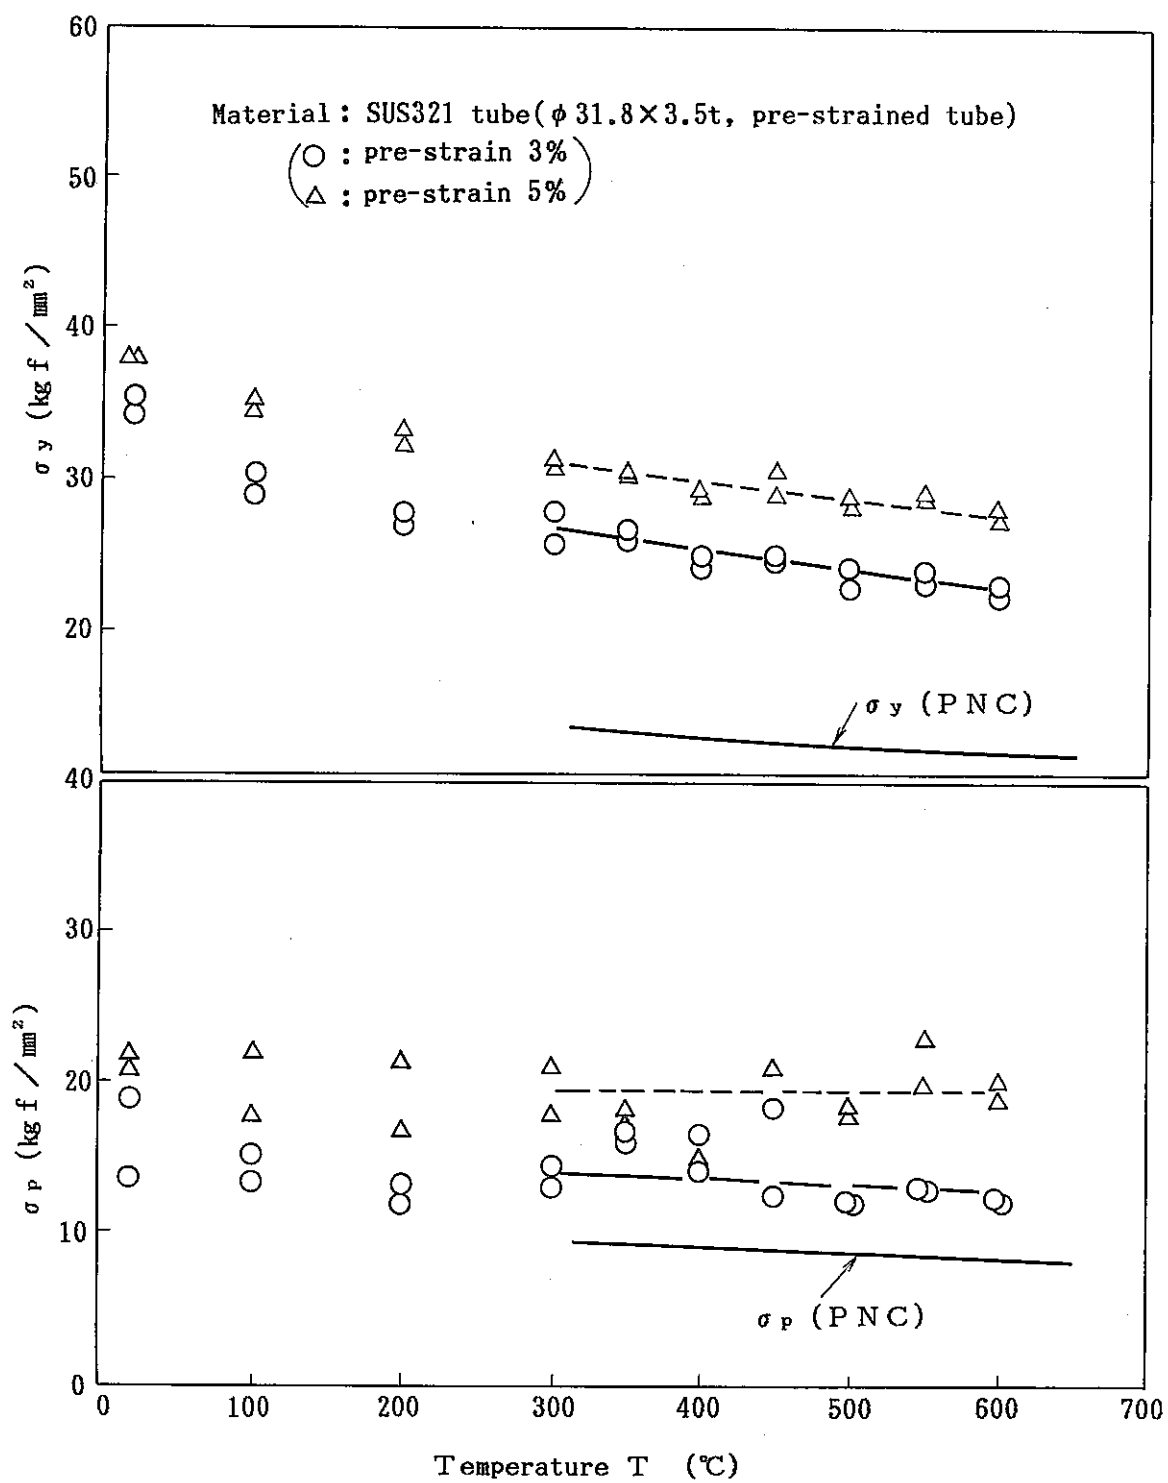 60
Material : SUS321 tube(φ31.8×3.5t, pre-strained tube)
○ : pre-strain 3%
△ : pre-strain 5%
50
40
30
20
σy (kgf/mm²)
σy (PNC)
40
30
20
10
0
σp (kgf/mm²)
σp (PNC)
0 100 200 300 400 500 600 700
Temperature T (℃)